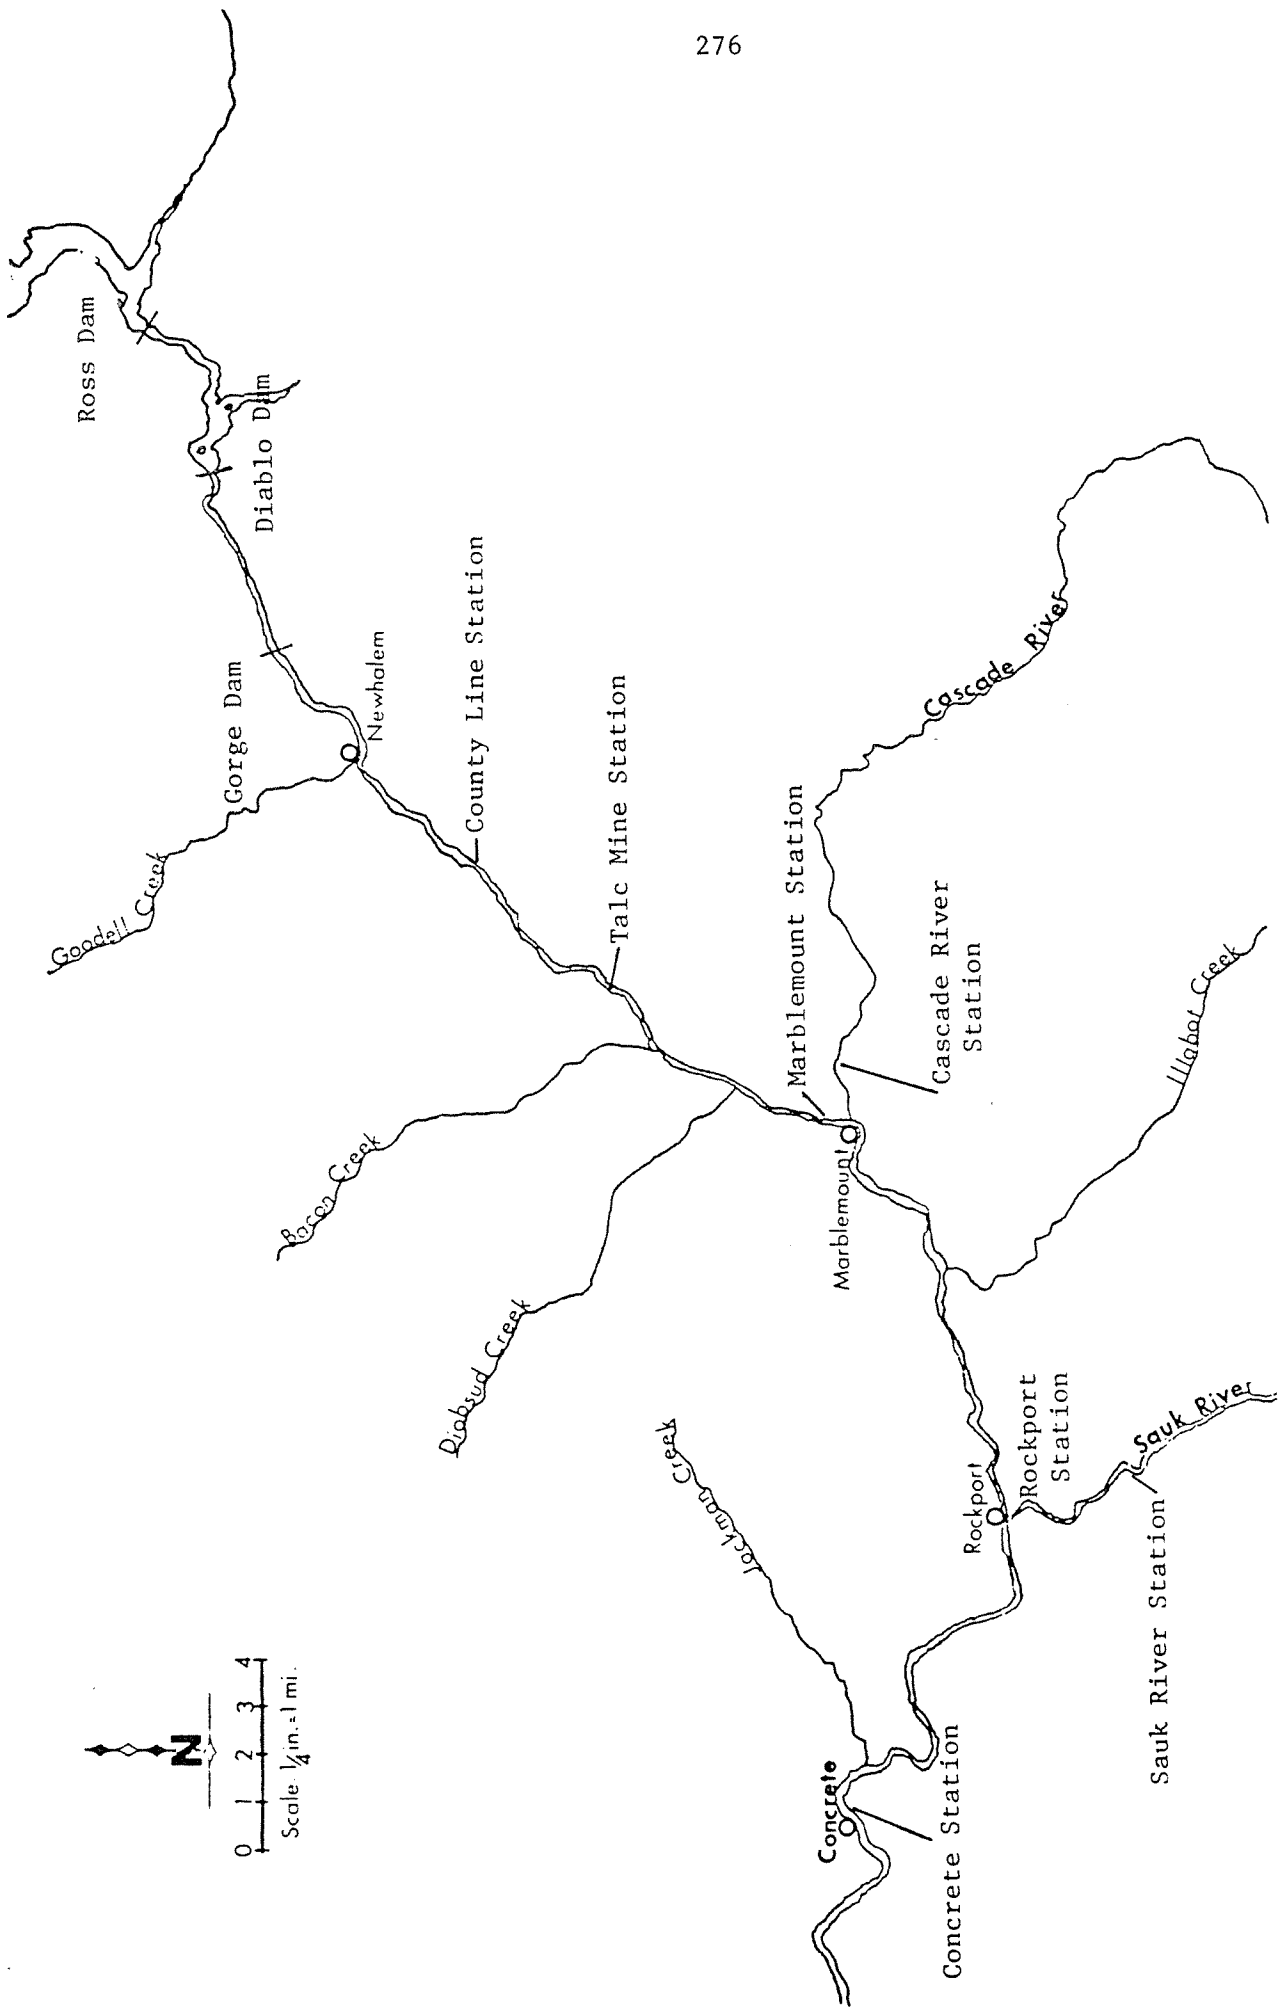 276
Ross Dam
Diablo Dam
Gorge Dam
Newhalem
Goodell Creek
County Line Station
Talc Mine Station
Bacon Creek
Diobsud Creek
Marblemount Station
Marblemount
Cascade River
Cascade River
Station
Illabot Creek
Jackman Creek
Rockport
Rockport
Station
Sauk River
Sauk River Station
Concrete
Concrete Station
N
0 1 2 3 4
Scale 1/4 in. = 1 mi.